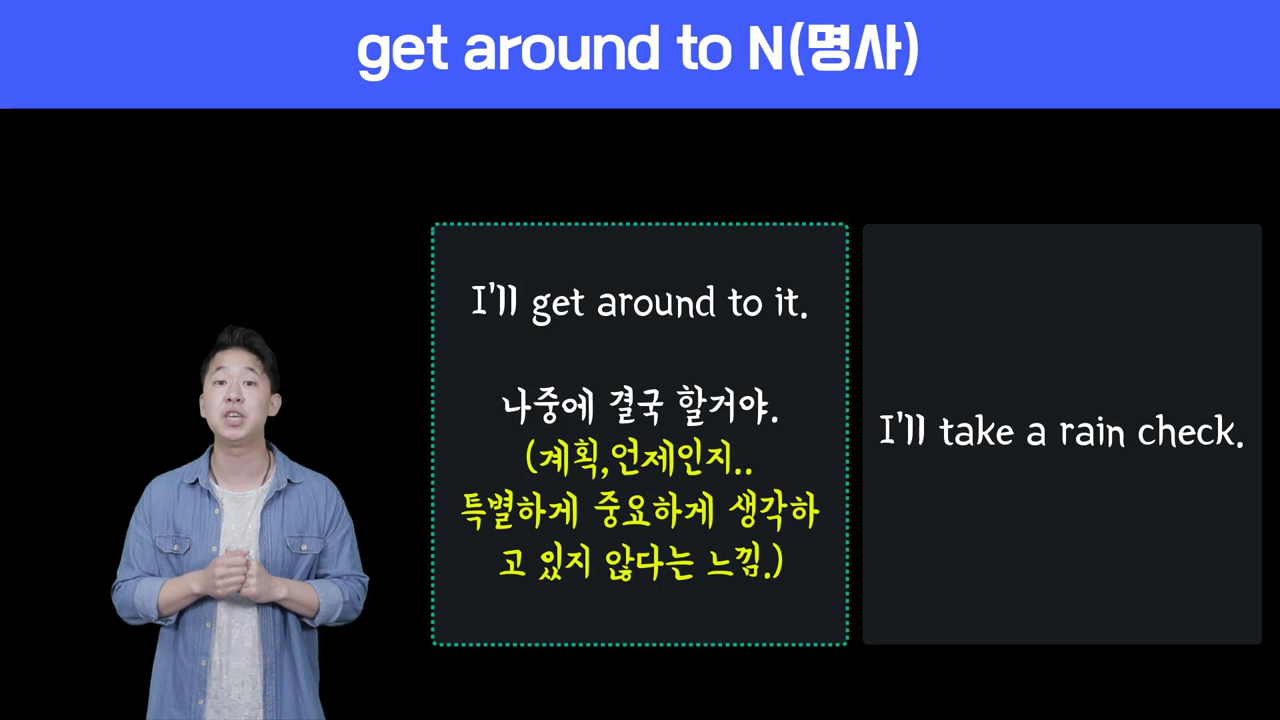 get around to N(명사)
I'll get around to it.
나중에 결국 할거야.
(계획,언제인지..
특별하게 중요하게 생각하
고 있지 않다는 느낌.)
I'll take a rain check.